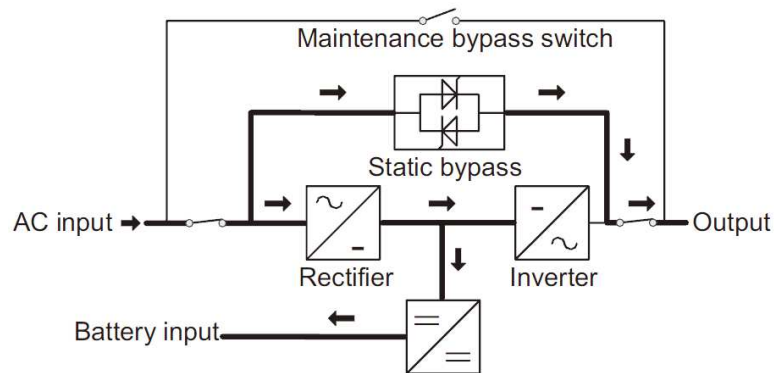 Maintenance bypass switch
Static bypass
AC input
Output
Rectifier
Inverter
Battery input